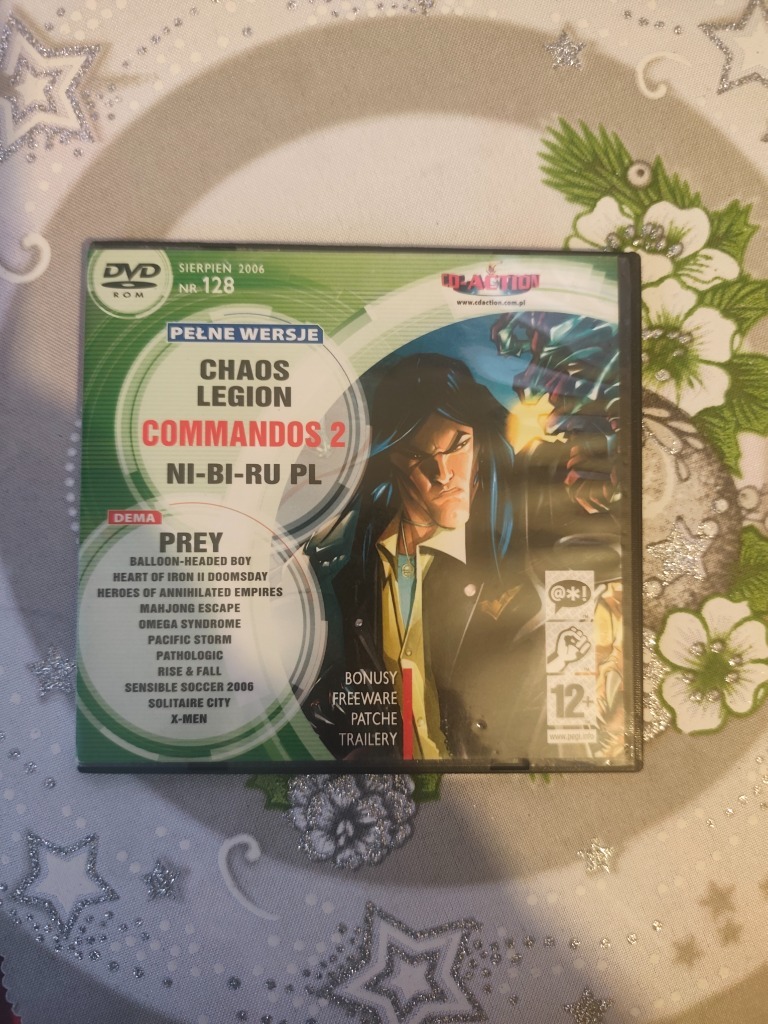 DVD
ROM
SIERPIEŃ 2006
NR 128
CD-ACTION
www.cdaction.com.pl
PEŁNE WERSJE
CHAOS
LEGION
COMMANDOS 2
NI-BI-RU PL
DEMA
PREY
BALLOON-HEADED BOY
HEART OF IRON II DOOMSDAY
HEROES OF ANNIHILATED EMPIRES
MAHJONG ESCAPE
OMEGA SYNDROME
PACIFIC STORM
PATHOLOGIC
RISE & FALL
SENSIBLE SOCCER 2006
SOLITAIRE CITY
X-MEN
BONUSY
FREEWARE
PATCHE
TRAILERY
@*!
12+
www.pegi.info